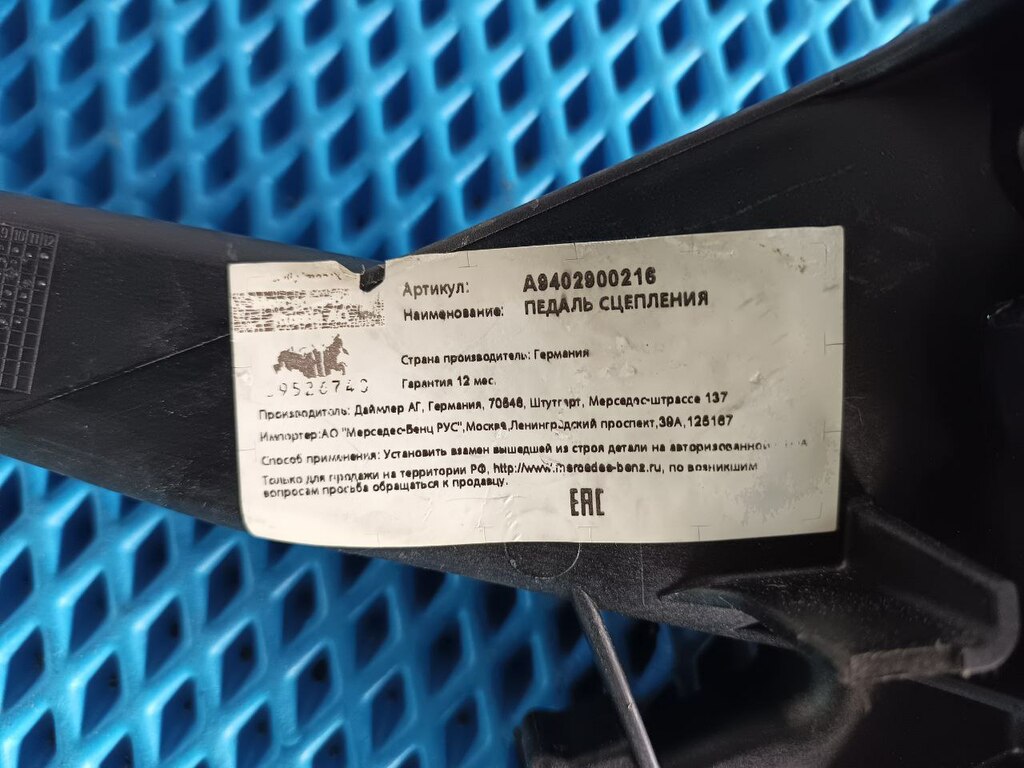 Артикул: A9402900216
Наименование: ПЕДАЛЬ СЦЕПЛЕНИЯ
Страна производитель: Германия
Гарантия 12 мес.
Производитель: Даймлер АГ, Германия, 70546, Штутгарт, Мерседес-штрассе 137
Импортер:АО "Мерседес-Бенц РУС",Москва,Ленинградский проспект,39А,125167
Способ применения: Установить взамен вышедшей из строя детали на авторизованной
Только для продажи на территории РФ, http://www.mercedes-benz.ru, по возникшим
вопросам просьба обращаться к продавцу.
EAC